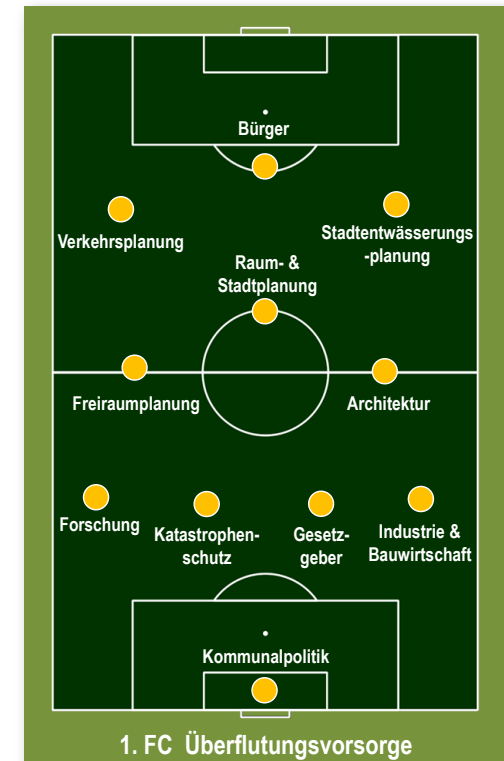 Bürger
Verkehrsplanung
Stadtentwässerungs
-planung
Raum- &
Stadtplanung
Freiraumplanung
Architektur
Forschung
Katastrophen-
schutz
Gesetz-
geber
Industrie &
Bauwirtschaft
Kommunalpolitik
1. FC Überflutungsvorsorge